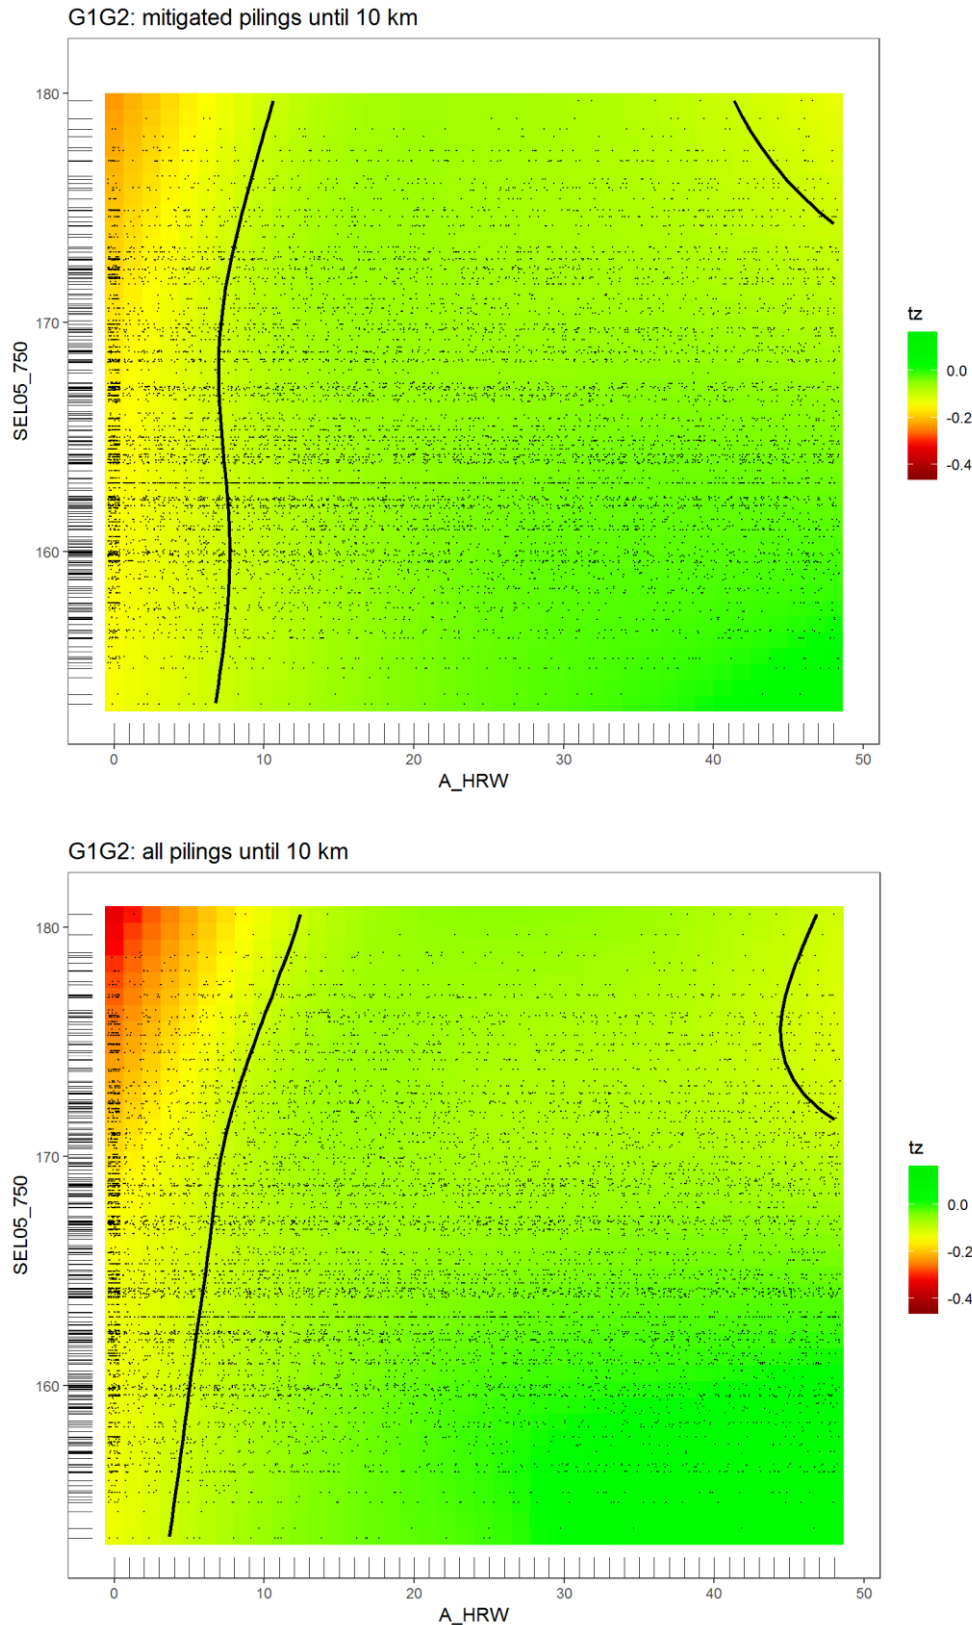 G1G2: mitigated pilings until 10 km
180
170
160
SEL05_750
0 10 20 30 40 50
A_HRW
tz
0.0
-0.2
-0.4
G1G2: all pilings until 10 km
180
170
160
SEL05_750
0 10 20 30 40 50
A_HRW
tz
0.0
-0.2
-0.4